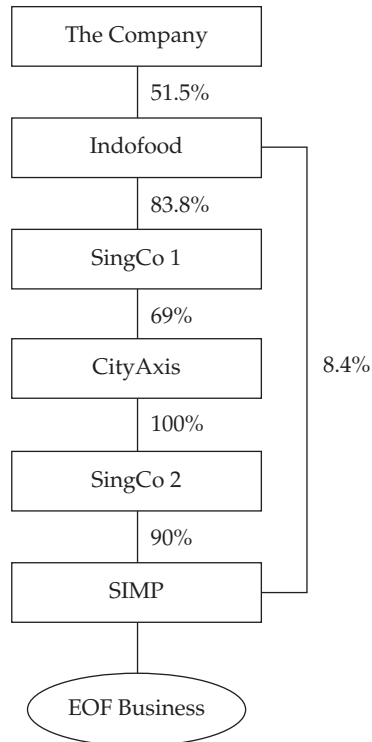 The Company
51.5%
Indofood
83.8%
SingCo 1
69%
CityAxis
8.4%
100%
SingCo 2
90%
SIMP
EOF Business